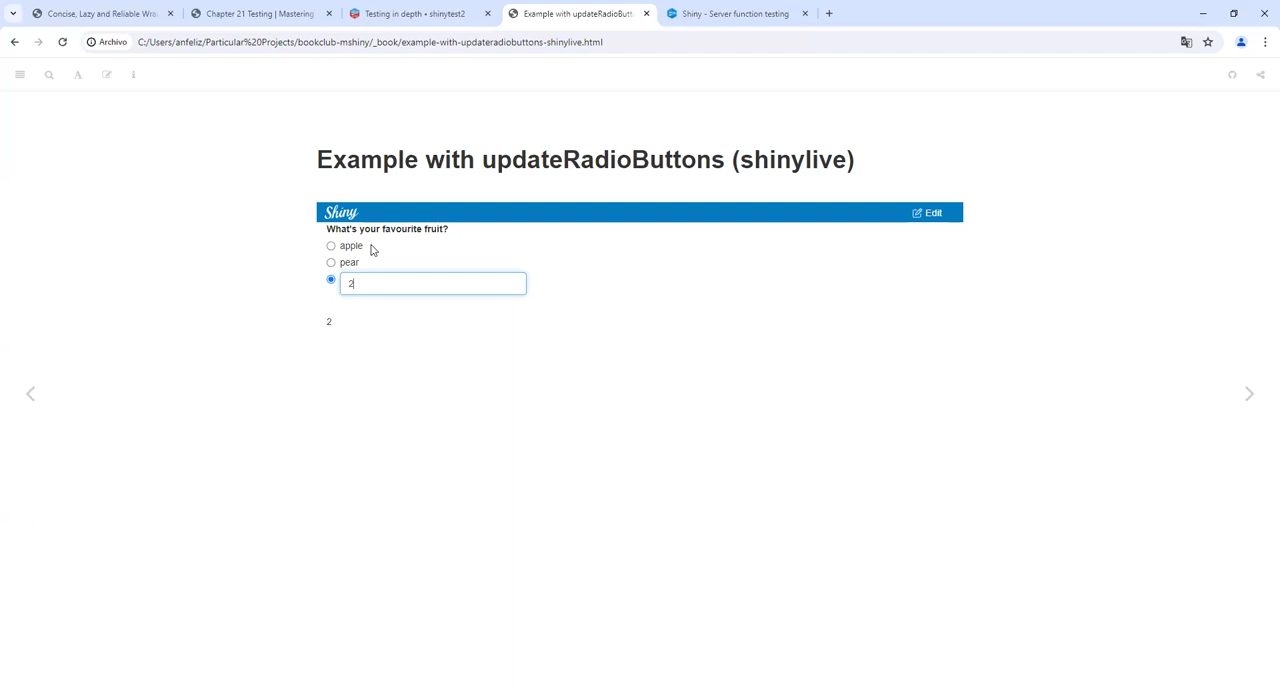 Concise, Lazy and Reliable Wra
Chapter 21 Testing | Mastering
Testing in depth • shinytest2
Example with updateRadioButt
Shiny - Server function testing
Archivo
C:/Users/anfeliz/Particular%20Projects/bookclub-mshiny/_book/example-with-updateradiobuttons-shinylive.html
Example with updateRadioButtons (shinylive)
Shiny
Edit
What's your favourite fruit?
apple
pear
2
2